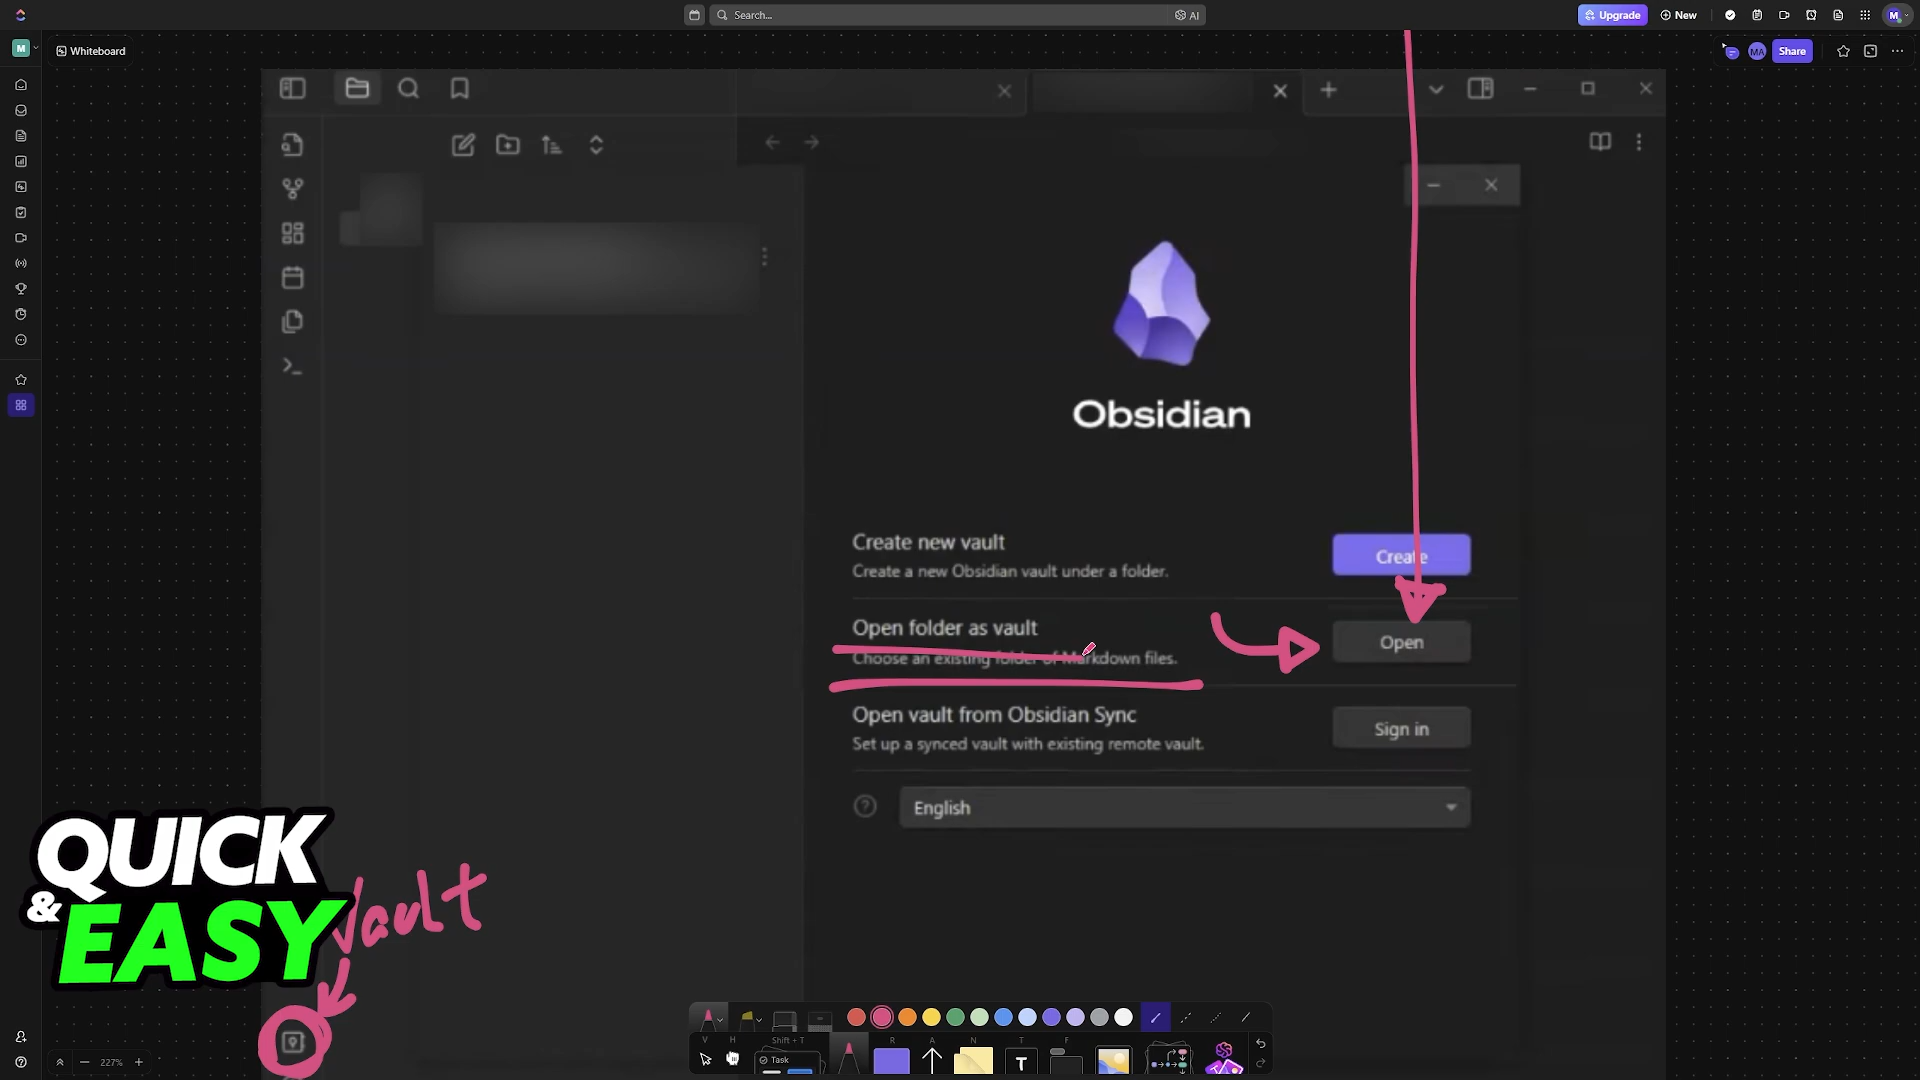 Search...
AI
Upgrade
New
M
M
Whiteboard
MA
Share
Obsidian
Create new vault
Create a new Obsidian vault under a folder.
Create
Open folder as vault
Choose an existing folder of Markdown files.
Open
Open vault from Obsidian Sync
Set up a synced vault with existing remote vault.
Sign in
English
QUICK
& EASY
Vault
227%
V
H
Shift + T
R
A
N
T
F
Task
T